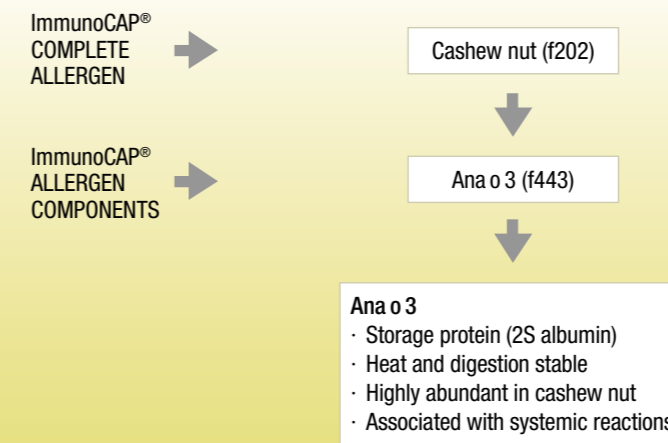 ImmunoCAP®
COMPLETE
ALLERGEN
Cashew nut (f202)
ImmunoCAP®
ALLERGEN
COMPONENTS
Ana o 3 (f443)
Ana o 3
· Storage protein (2S albumin)
· Heat and digestion stable
· Highly abundant in cashew nut
· Associated with systemic reactions